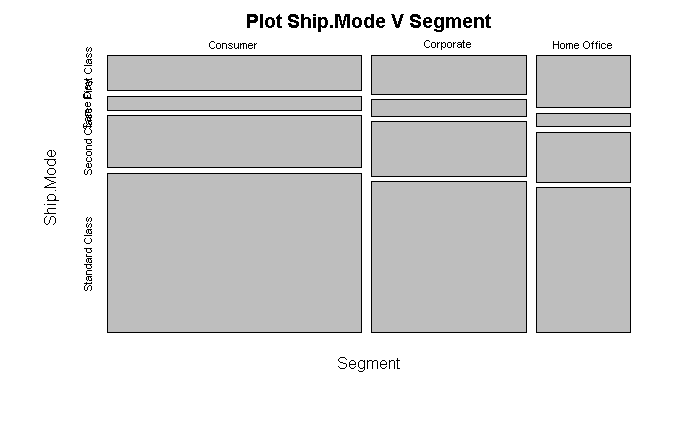 Plot Ship.Mode V Segment
Consumer Corporate Home Office
First Class
Same Day
Second Class
Standard Class
Ship.Mode
Segment